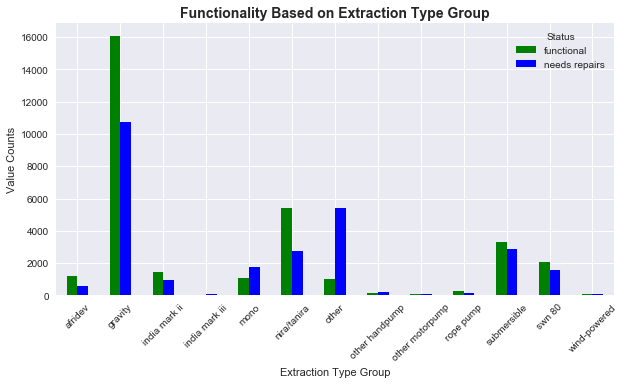 Functionality Based on Extraction Type Group
Status
functional
needs repairs
Value Counts
16000
14000
12000
10000
8000
6000
4000
2000
0
afridev
gravity
india mark ii
india mark iii
mono
nira/tanira
other
other handpump
other motorpump
rope pump
submersible
swn 80
wind-powered
Extraction Type Group